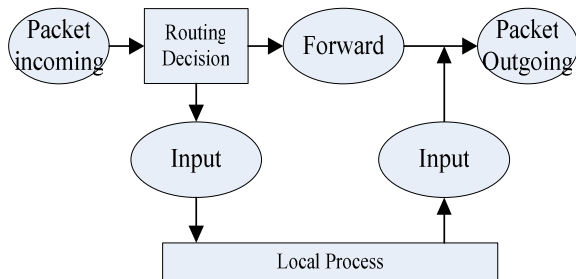 Packet
incoming
Routing
Decision
Forward
Packet
Outgoing
Input
Input
Local Process